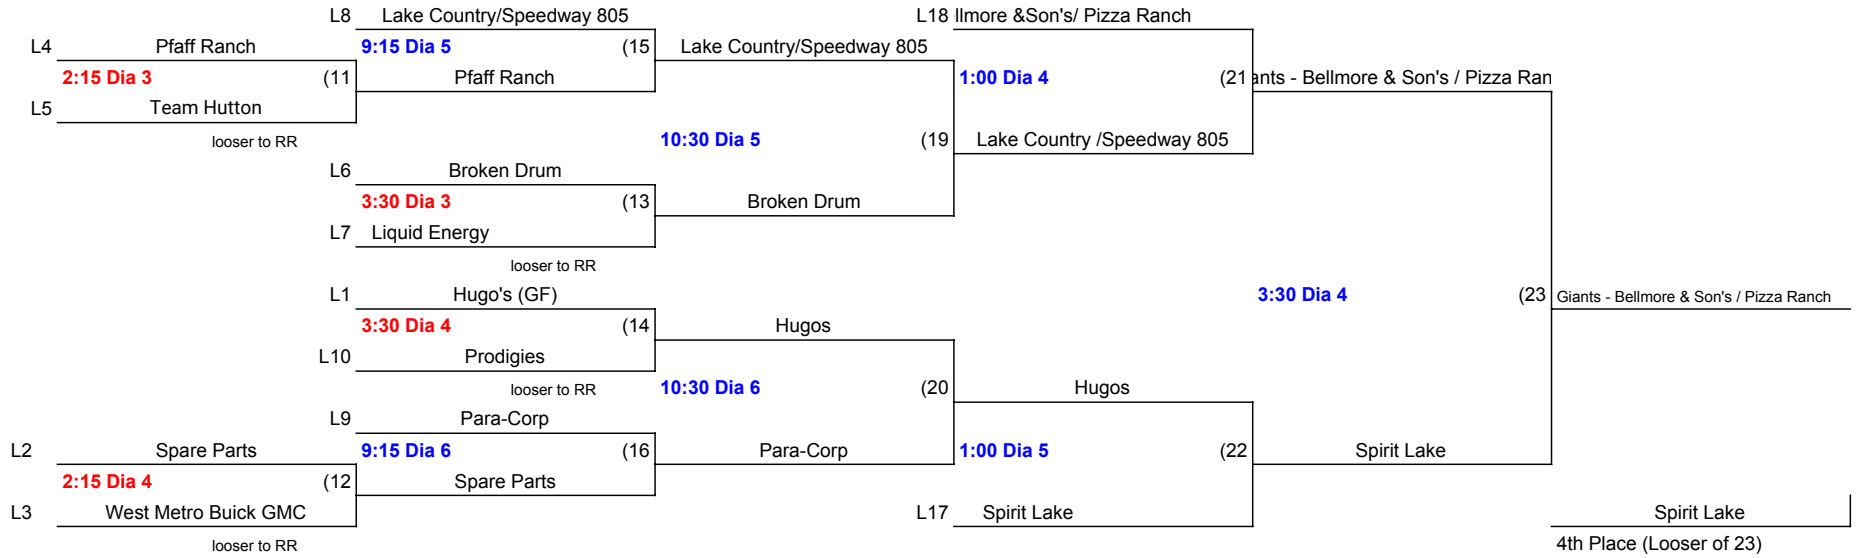 L8 Lake Country/Speedway 805 L18 llmore &Son's/ Pizza Ranch
L4 Pfaff Ranch 9:15 Dia 5 (15 Lake Country/Speedway 805
2:15 Dia 3 (11 Pfaff Ranch 1:00 Dia 4 (21 ants - Bellmore & Son's / Pizza Ran
L5 Team Hutton
looser to RR 10:30 Dia 5 (19 Lake Country /Speedway 805
L6 Broken Drum
3:30 Dia 3 (13 Broken Drum
L7 Liquid Energy
looser to RR
L1 Hugo's (GF) 3:30 Dia 4 (23 Giants - Bellmore & Son's / Pizza Ranch
3:30 Dia 4 (14 Hugos
L10 Prodigies
looser to RR 10:30 Dia 6 (20 Hugos
L9 Para-Corp
L2 Spare Parts 9:15 Dia 6 (16 Para-Corp 1:00 Dia 5 (22 Spirit Lake
2:15 Dia 4 (12 Spare Parts
L3 West Metro Buick GMC L17 Spirit Lake Spirit Lake
looser to RR 4th Place (Looser of 23)